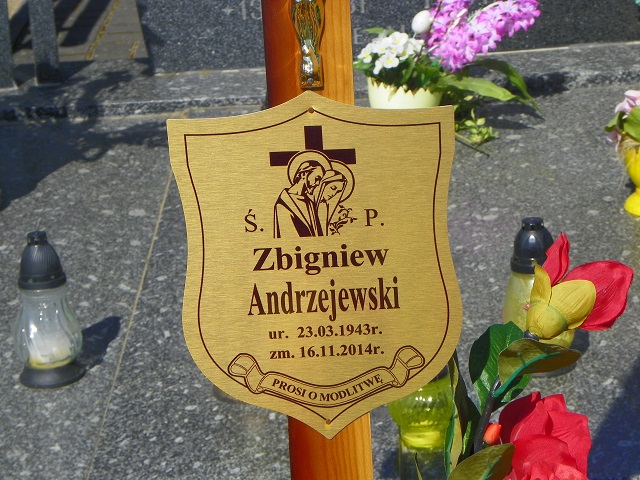 Ś. P.
Zbigniew
Andrzejewski
ur. 23.03.1943r.
zm. 16.11.2014r.
PROSI O MODLITWĘ